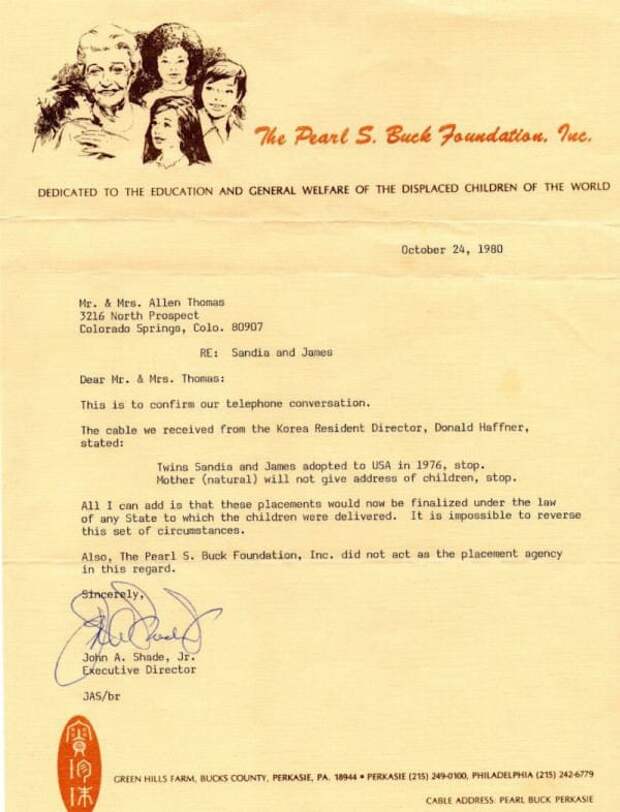 The Pearl S. Buck Foundation, Inc.
DEDICATED TO THE EDUCATION AND GENERAL WELFARE OF THE DISPLACED CHILDREN OF THE WORLD
October 24, 1980
Mr. & Mrs. Allen Thomas
3216 North Prospect
Colorado Springs, Colo. 80907
RE: Sandia and James
Dear Mr. & Mrs. Thomas:
This is to confirm our telephone conversation.
The cable we received from the Korea Resident Director, Donald Haffner,
stated:
Twins Sandia and James adopted to USA in 1976, stop.
Mother (natural) will not give address of children, stop.
All I can add is that these placements would now be finalized under the law
of any State to which the children were delivered. It is impossible to reverse
this set of circumstances.
Also, The Pearl S. Buck Foundation, Inc. did not act as the placement agency
in this regard.
Sincerely,
John A. Shade, Jr.
Executive Director
JAS/br
GREEN HILLS FARM, BUCKS COUNTY, PERKASIE, PA. 18944 • PERKASIE (215) 249-0100, PHILADELPHIA (215) 242-6779
CABLE ADDRESS: PEARL BUCK PERKASIE